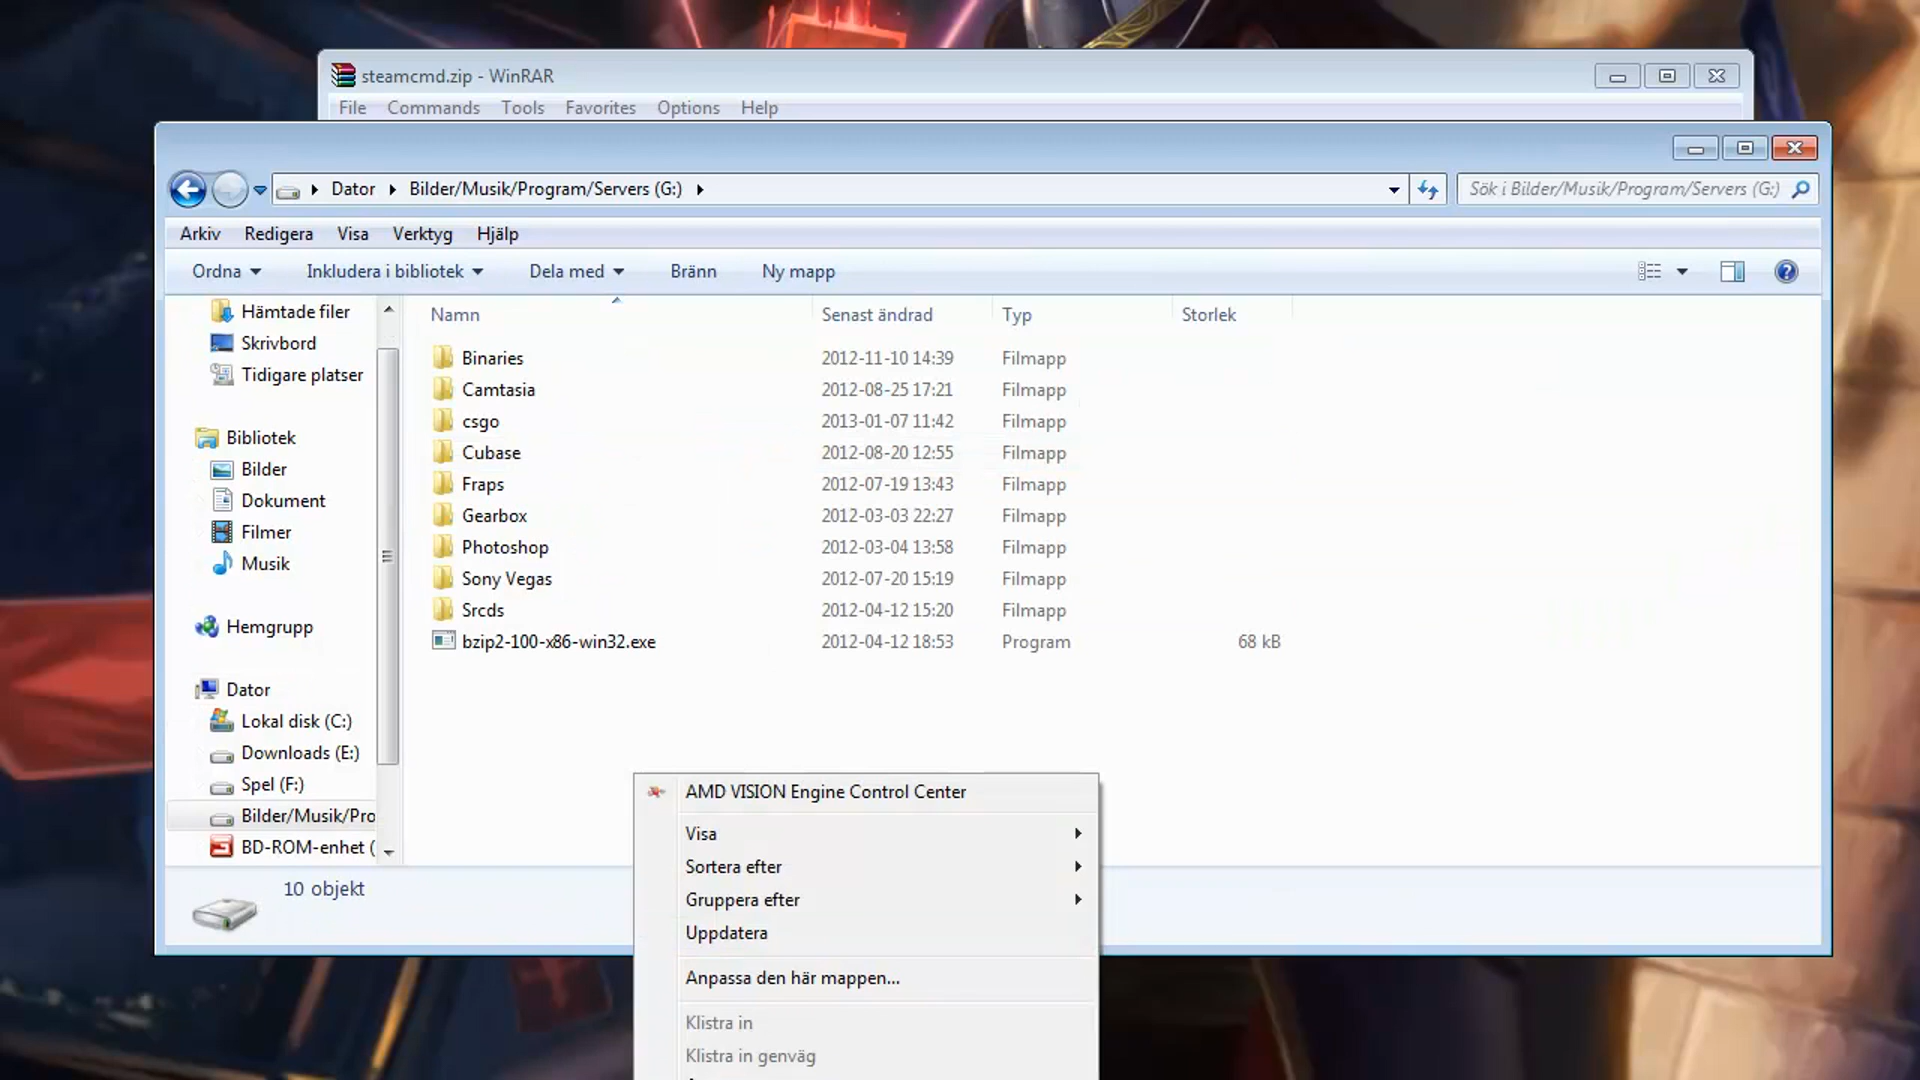 steamcmd.zip - WinRAR
File Commands Tools Favorites Options Help
Dator Bilder/Musik/Program/Servers (G:)
Sök i Bilder/Musik/Program/Servers (G:)
Arkiv Redigera Visa Verktyg Hjälp
Ordna Inkludera i bibliotek Dela med Bränn Ny mapp
Hämtade filer
Skrivbord
Tidigare platser
Bibliotek
Bilder
Dokument
Filmer
Musik
Hemgrupp
Dator
Lokal disk (C:)
Downloads (E:)
Spel (F:)
Bilder/Musik/Pro
BD-ROM-enhet (
Namn Senast ändrad Typ Storlek
Binaries 2012-11-10 14:39 Filmapp
Camtasia 2012-08-25 17:21 Filmapp
csgo 2013-01-07 11:42 Filmapp
Cubase 2012-08-20 12:55 Filmapp
Fraps 2012-07-19 13:43 Filmapp
Gearbox 2012-03-03 22:27 Filmapp
Photoshop 2012-03-04 13:58 Filmapp
Sony Vegas 2012-07-20 15:19 Filmapp
Srcds 2012-04-12 15:20 Filmapp
bzip2-100-x86-win32.exe 2012-04-12 18:53 Program 68 kB
10 objekt
AMD VISION Engine Control Center
Visa
Sortera efter
Gruppera efter
Uppdatera
Anpassa den här mappen...
Klistra in
Klistra in genväg